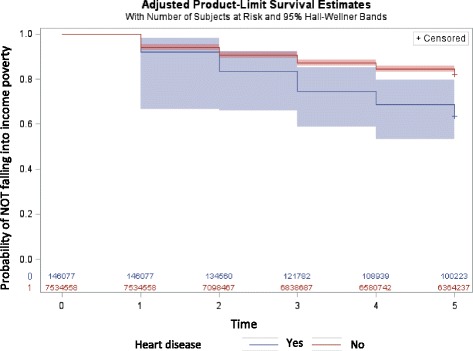 Adjusted Product-Limit Survival Estimates
With Number of Subjects at Risk and 95% Hall-Wellner Bands
+ Censored
Probability of NOT falling into income poverty
1.0
0.8
0.6
0.4
0.2
0.0
0 146077 146077 134560 121782 108939 100223
1 7534558 7534558 7098467 6838687 6580742 6364237
0 1 2 3 4 5
Time
Heart disease Yes No